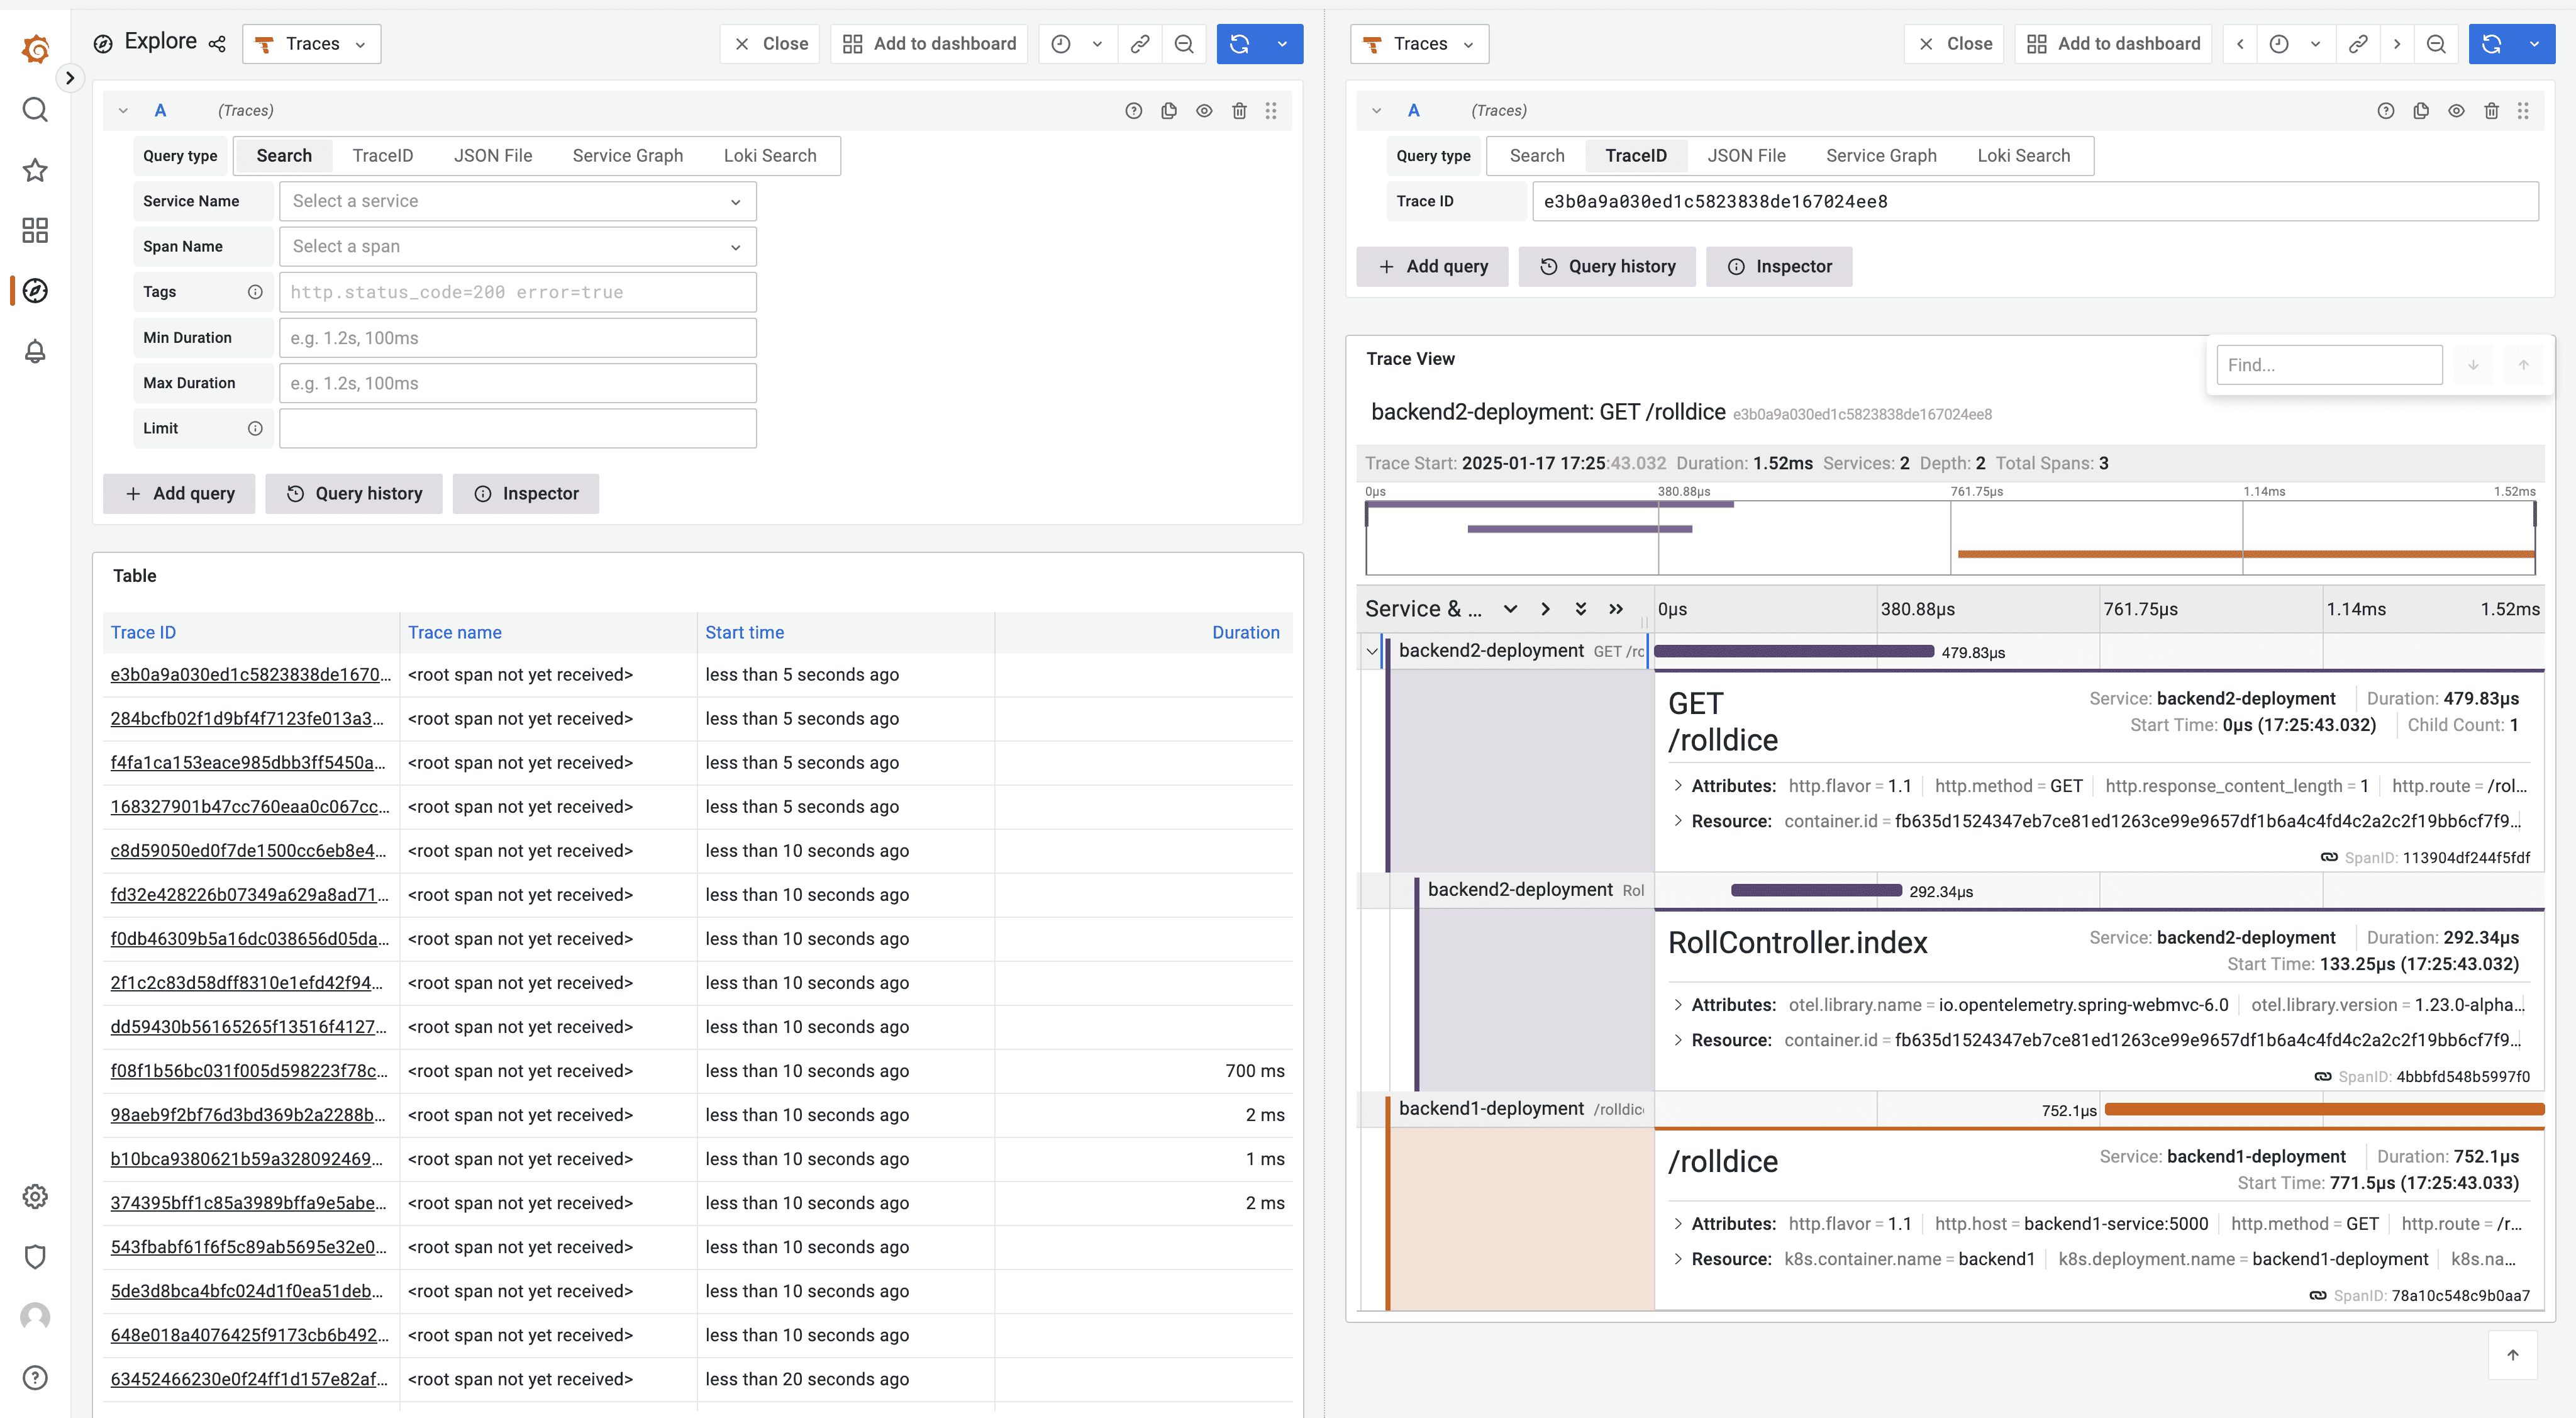 Explore
Traces
Close
Add to dashboard
A (Traces)
Query type Search TraceID JSON File Service Graph Loki Search
Service Name Select a service
Span Name Select a span
Tags http.status_code=200 error=true
Min Duration e.g. 1.2s, 100ms
Max Duration e.g. 1.2s, 100ms
Limit
Add query Query history Inspector
Table
Trace ID Trace name Start time Duration
e3b0a9a030ed1c5823838de1670... <root span not yet received> less than 5 seconds ago
284bcfb02f1d9bf4f7123fe013a3... <root span not yet received> less than 5 seconds ago
f4fa1ca153eace985dbb3ff5450a... <root span not yet received> less than 5 seconds ago
168327901b47cc760eaa0c067cc... <root span not yet received> less than 5 seconds ago
c8d59050ed0f7de1500cc6eb8e4... <root span not yet received> less than 10 seconds ago
fd32e428226b07349a629a8ad71... <root span not yet received> less than 10 seconds ago
f0db46309b5a16dc038656d05da... <root span not yet received> less than 10 seconds ago
2f1c2c83d58dff8310e1efd42f94... <root span not yet received> less than 10 seconds ago
dd59430b56165265f13516f4127... <root span not yet received> less than 10 seconds ago
f08f1b56bc031f005d598223f78c... <root span not yet received> less than 10 seconds ago 700 ms
98aeb9f2bf76d3bd369b2a2288b... <root span not yet received> less than 10 seconds ago 2 ms
b10bca9380621b59a328092469... <root span not yet received> less than 10 seconds ago 1 ms
374395bff1c85a3989bffa9e5abe... <root span not yet received> less than 10 seconds ago 2 ms
543fbabf61f6f5c89ab5695e32e0... <root span not yet received> less than 10 seconds ago
5de3d8bca4bfc024d1f0ea51deb... <root span not yet received> less than 10 seconds ago
648e018a4076425f9173cb6b492... <root span not yet received> less than 10 seconds ago
63452466230e0f24ff1d157e82af... <root span not yet received> less than 20 seconds ago
Traces
Close
Add to dashboard
A (Traces)
Query type Search TraceID JSON File Service Graph Loki Search
Trace ID e3b0a9a030ed1c5823838de167024ee8
Add query Query history Inspector
Trace View
Find...
backend2-deployment: GET /rolldice e3b0a9a030ed1c5823838de167024ee8
Trace Start: 2025-01-17 17:25:43.032 Duration: 1.52ms Services: 2 Depth: 2 Total Spans: 3
0μs 380.88μs 761.75μs 1.14ms 1.52ms
Service & ... 0μs 380.88μs 761.75μs 1.14ms 1.52ms
backend2-deployment GET /rc 479.83μs
GET
/rolldice
Service: backend2-deployment Duration: 479.83μs
Start Time: 0μs (17:25:43.032) Child Count: 1
Attributes: http.flavor = 1.1 http.method = GET http.response_content_length = 1 http.route = /rol...
Resource: container.id = fb635d1524347eb7ce81ed1263ce99e9657df1b6a4c4fd4c2a2c2f19bb6cf7f9...
SpanID: 113904df244f5fdf
backend2-deployment Rol 292.34μs
RollController.index
Service: backend2-deployment Duration: 292.34μs
Start Time: 133.25μs (17:25:43.032)
Attributes: otel.library.name = io.opentelemetry.spring-webmvc-6.0 otel.library.version = 1.23.0-alpha...
Resource: container.id = fb635d1524347eb7ce81ed1263ce99e9657df1b6a4c4fd4c2a2c2f19bb6cf7f9...
SpanID: 4bbbfd548b5997f0
backend1-deployment /rolldic 752.1μs
/rolldice
Service: backend1-deployment Duration: 752.1μs
Start Time: 771.5μs (17:25:43.033)
Attributes: http.flavor = 1.1 http.host = backend1-service:5000 http.method = GET http.route = /r...
Resource: k8s.container.name = backend1 k8s.deployment.name = backend1-deployment k8s.na...
SpanID: 78a10c548c9b0aa7